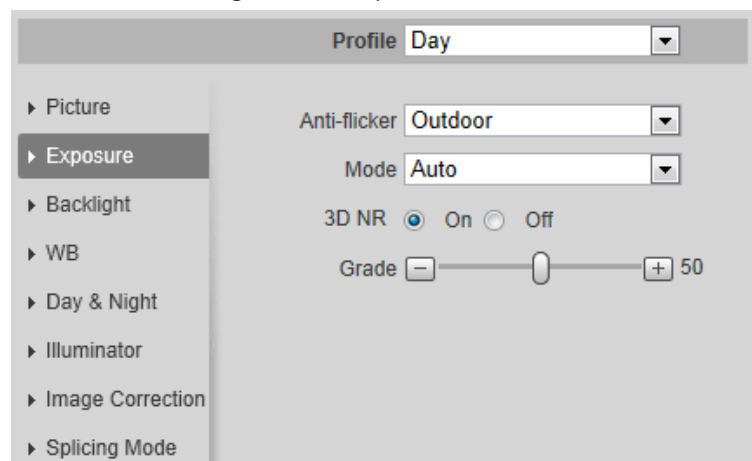 Profile Day
Picture
Exposure
Backlight
WB
Day & Night
Illuminator
Image Correction
Splicing Mode
Anti-flicker Outdoor
Mode Auto
3D NR On Off
Grade 50